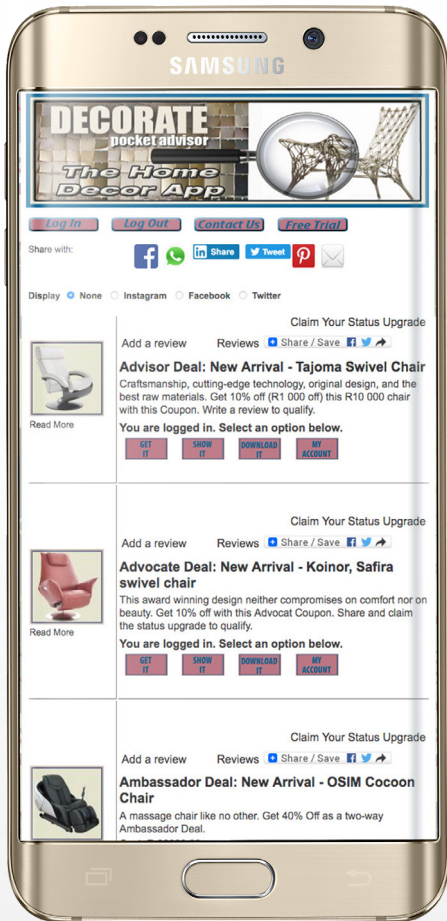 SAMSUNG
DECORATE
pocket advisor
The Home
Decor App
Log In Log Out Contact Us Free Trial
Share with:
in Share Tweet
Display None Instagram Facebook Twitter
Claim Your Status Upgrade
Add a review Reviews Share / Save
Advisor Deal: New Arrival - Tajoma Swivel Chair
Craftsmanship, cutting-edge technology, original design, and the
best raw materials. Get 10% off (R1 000 off) this R10 000 chair
with this Coupon. Write a review to qualify.
Read More
You are logged in. Select an option below.
GET IT SHOW IT DOWNLOAD IT MY ACCOUNT
Claim Your Status Upgrade
Add a review Reviews Share / Save
Advocate Deal: New Arrival - Koinor, Safira
swivel chair
This award winning design neither compromises on comfort nor on
beauty. Get 10% off with this Advocat Coupon. Share and claim
the status upgrade to qualify.
Read More
You are logged in. Select an option below.
GET IT SHOW IT DOWNLOAD IT MY ACCOUNT
Claim Your Status Upgrade
Add a review Reviews Share / Save
Ambassador Deal: New Arrival - OSIM Cocoon
Chair
A massage chair like no other. Get 40% Off as a two-way
Ambassador Deal.